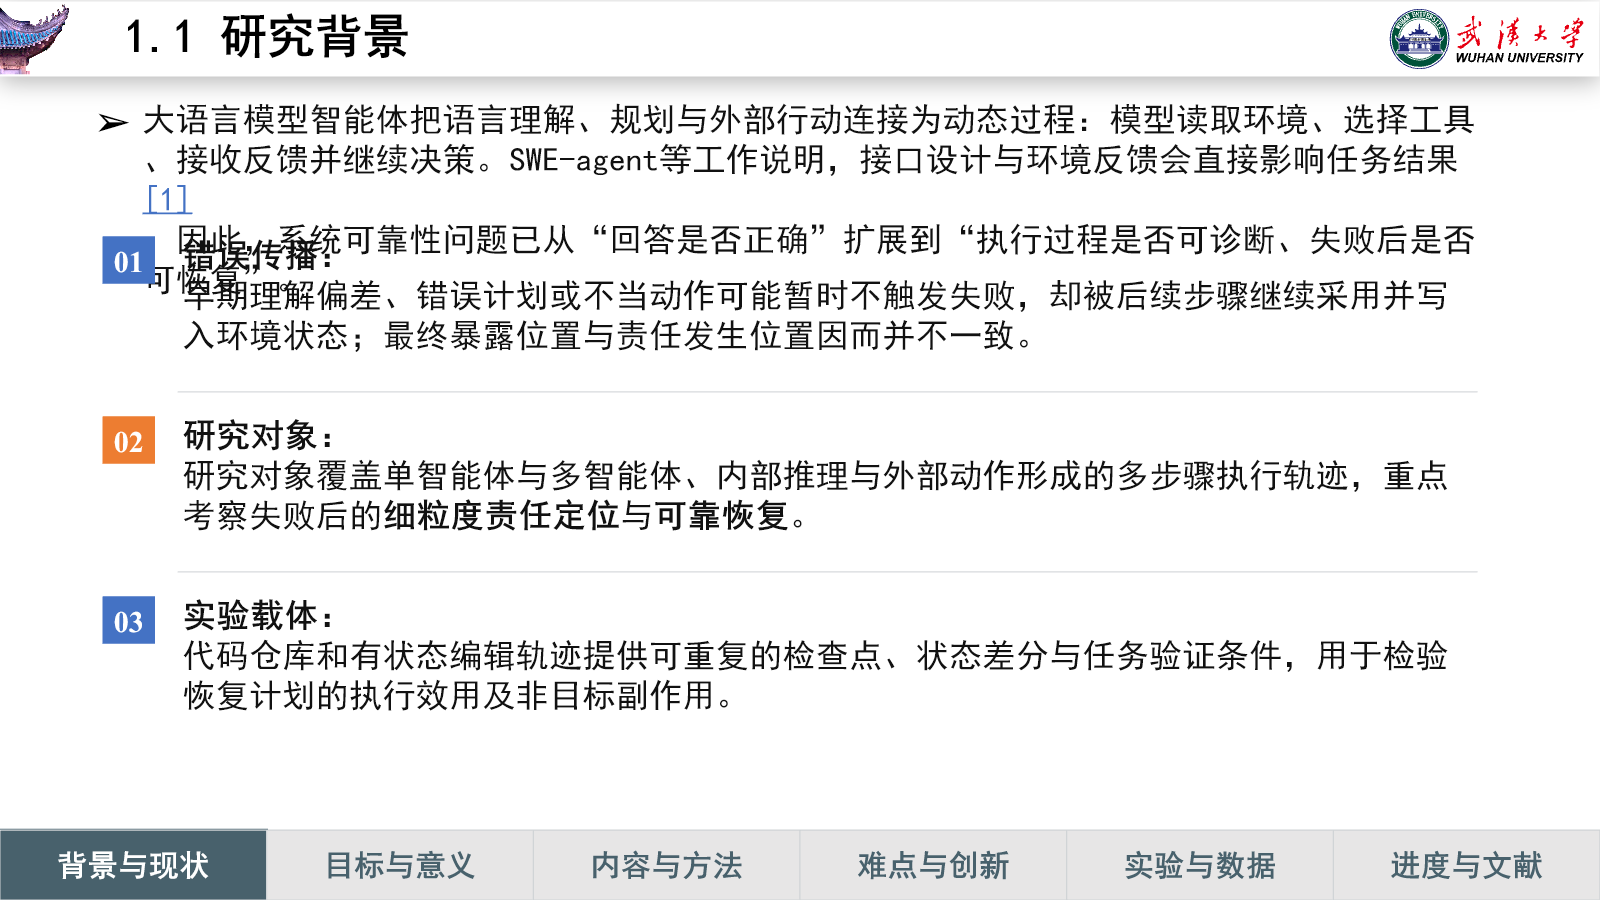 1.1 研究背景
武汉大学
WUHAN UNIVERSITY
➢ 大语言模型智能体把语言理解、规划与外部行动连接为动态过程：模型读取环境、选择工具
、接收反馈并继续决策。SWE-agent等工作说明，接口设计与环境反馈会直接影响任务结果
[1]
因此，系统可靠性问题已从“回答是否正确”扩展到“执行过程是否可诊断、失败后是否
可恢复”。
01 错误传播：
早期理解偏差、错误计划或不当动作可能暂时不触发失败，却被后续步骤继续采用并写
入环境状态；最终暴露位置与责任发生位置因而并不一致。
02 研究对象：
研究对象覆盖单智能体与多智能体、内部推理与外部动作形成的多步骤执行轨迹，重点
考察失败后的细粒度责任定位与可靠恢复。
03 实验载体：
代码仓库和有状态编辑轨迹提供可重复的检查点、状态差分与任务验证条件，用于检验
恢复计划的执行效用及非目标副作用。
背景与现状 目标与意义 内容与方法 难点与创新 实验与数据 进度与文献